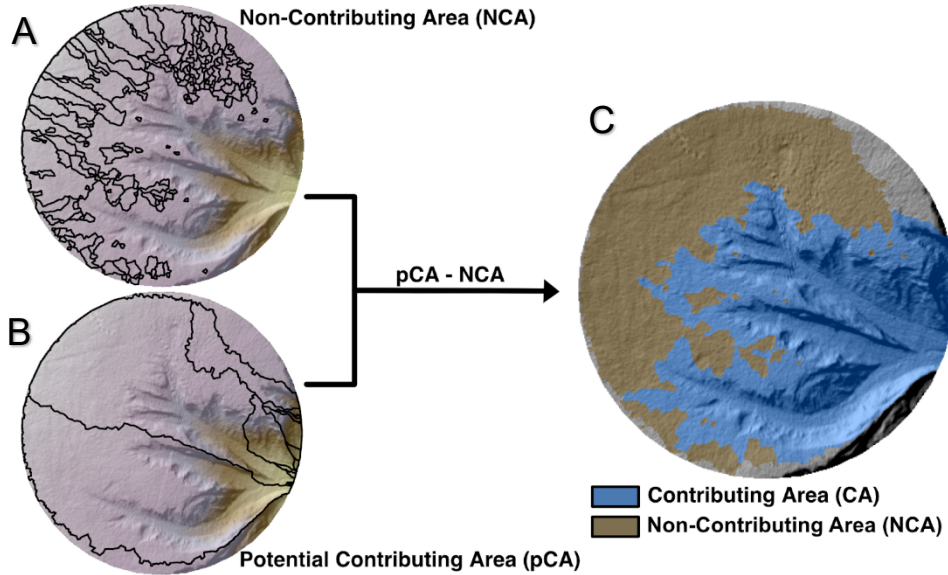 A
Non-Contributing Area (NCA)
C
pCA - NCA
B
Potential Contributing Area (pCA)
Contributing Area (CA)
Non-Contributing Area (NCA)